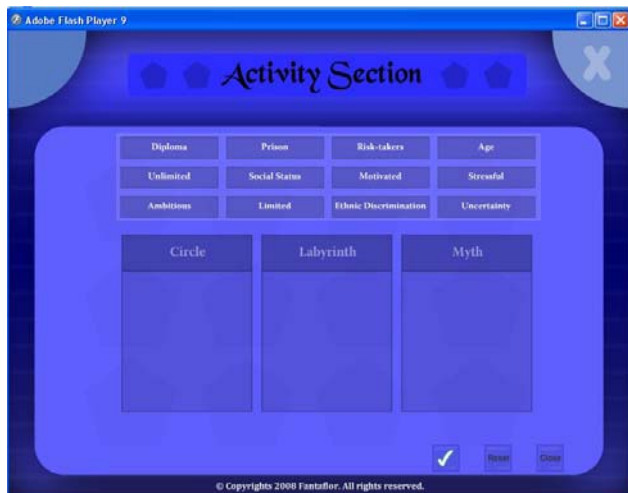 Adobe Flash Player 9
X
Activity Section
Diploma Prison Risk-takers Age
Unlimited Social Status Motivated Stressful
Ambitious Limited Ethnic Discrimination Uncertainty
Circle Labyrinth Myth
Reset Close
© Copyrights 2008 Fantaflor. All rights reserved.